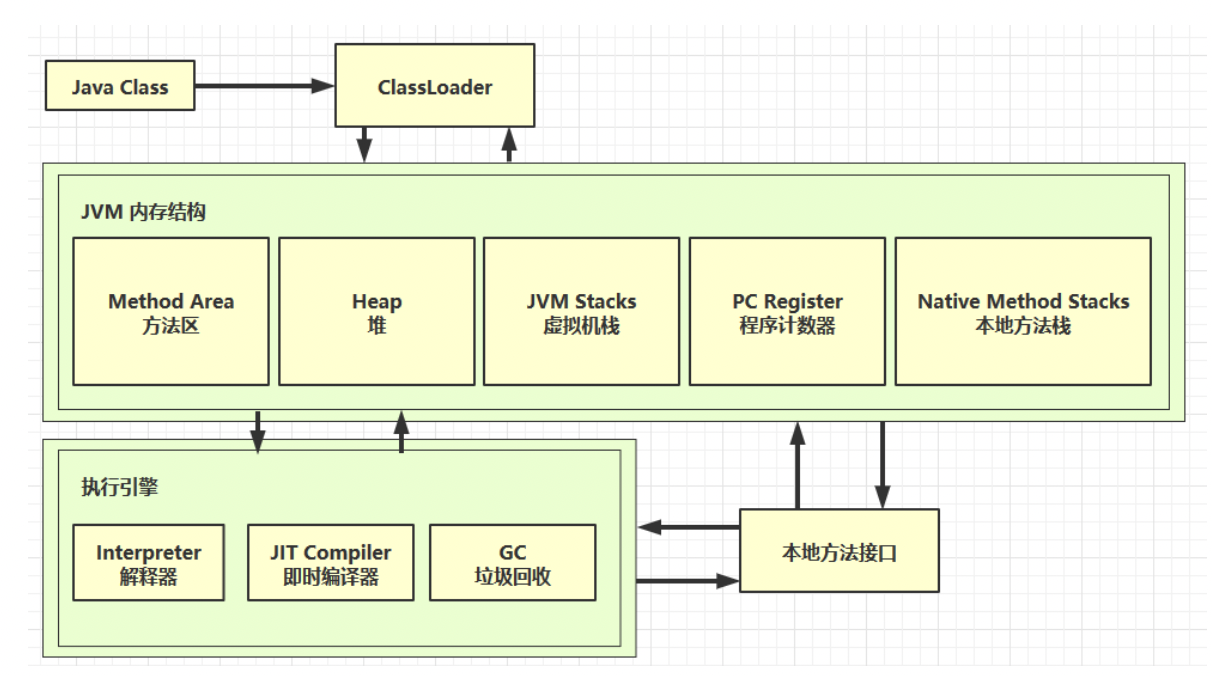 Java Class
ClassLoader
JVM 内存结构
Method Area
方法区
Heap
堆
JVM Stacks
虚拟机栈
PC Register
程序计数器
Native Method Stacks
本地方法栈
执行引擎
Interpreter
解释器
JIT Compiler
即时编译器
GC
垃圾回收
本地方法接口